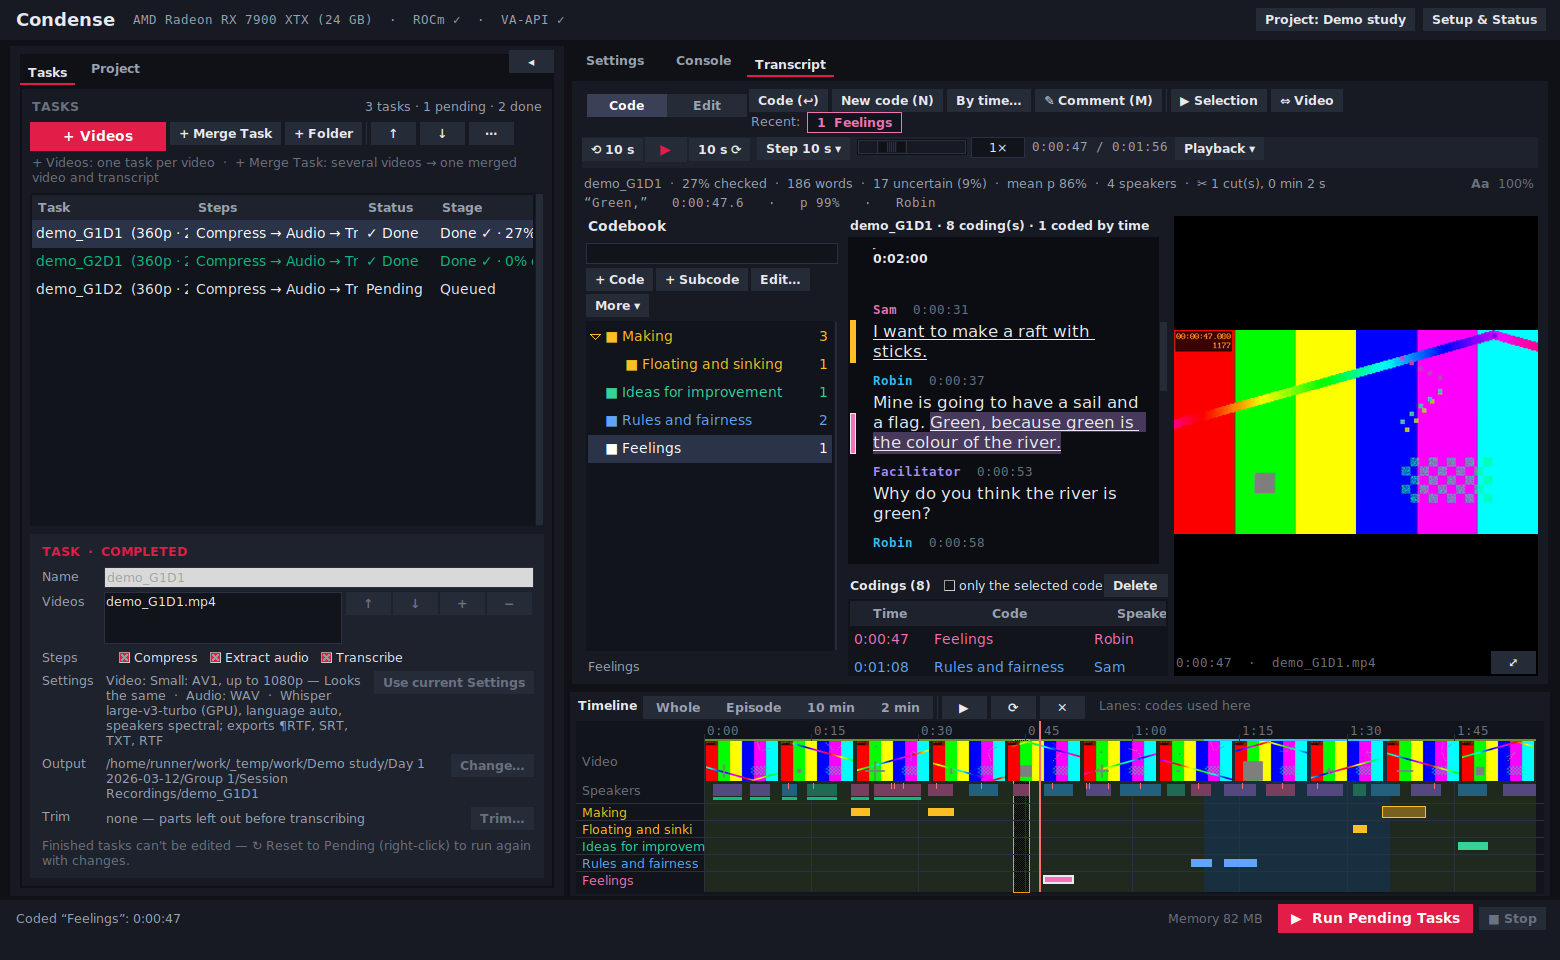 Condense AMD Radeon RX 7900 XTX (24 GB) · ROCm ✓ · VA-API ✓ Project: Demo study Setup & Status
◂
Tasks Project
TASKS 3 tasks · 1 pending · 2 done
+ Videos + Merge Task + Folder ↑ ↓ ⋯
+ Videos: one task per video · + Merge Task: several videos → one merged
video and transcript
Task Steps Status Stage
demo_G1D1 (360p · 2 Compress → Audio → Tr ✓ Done Done ✓ · 27%
demo_G2D1 (360p · 2 Compress → Audio → Tr ✓ Done Done ✓ · 0%
demo_G1D2 (360p · 2 Compress → Audio → Tr Pending Queued
TASK · COMPLETED
Name demo_G1D1
Videos demo_G1D1.mp4 ↑ ↓ + −
Steps Compress Extract audio Transcribe
Settings Video: Small: AV1, up to 1080p — Looks
the same · Audio: WAV · Whisper
large-v3-turbo (GPU), language auto,
speakers spectral; exports ¶RTF, SRT,
TXT, RTF
Use current Settings
Output /home/runner/work/_temp/work/Demo study/Day 1
2026-03-12/Group 1/Session
Recordings/demo_G1D1
Change…
Trim none — parts left out before transcribing Trim…
Finished tasks can't be edited — ↻ Reset to Pending (right-click) to run again
with changes.
Settings Console Transcript
Code Edit Code (↩) New code (N) By time… ✎ Comment (M) ▶ Selection ⇔ Video
Recent: 1 Feelings
⟲ 10 s ▶ 10 s ⟳ Step 10 s ▾ 1× 0:00:47 / 0:01:56 Playback ▾
demo_G1D1 · 27% checked · 186 words · 17 uncertain (9%) · mean p 86% · 4 speakers · ✂ 1 cut(s), 0 min 2 s Aa 100%
“Green,” 0:00:47.6 · p 99% · Robin
Codebook
+ Code + Subcode Edit…
More ▾
Making 3
Floating and sinking 1
Ideas for improvement 1
Rules and fairness 2
Feelings 1
Feelings
demo_G1D1 · 8 coding(s) · 1 coded by time
0:02:00
Sam 0:00:31
I want to make a raft with
sticks.
Robin 0:00:37
Mine is going to have a sail and
a flag. Green, because green is
the colour of the river.
Facilitator 0:00:53
Why do you think the river is
green?
Robin 0:00:58
Codings (8) only the selected code Delete
Time Code Speake
0:00:47 Feelings Robin
0:01:08 Rules and fairness Sam
00:00:47.000
1177
0:00:47 · demo_G1D1.mp4 ⤢
Timeline Whole Episode 10 min 2 min ▶ ⟳ ✕ Lanes: codes used here
0:00 0:15 0:30 0:45 1:00 1:15 1:30 1:45
Video
Speakers
Making
Floating and sinki
Ideas for improvem
Rules and fairness
Feelings
Coded “Feelings”: 0:00:47 Memory 82 MB ▶ Run Pending Tasks ■ Stop